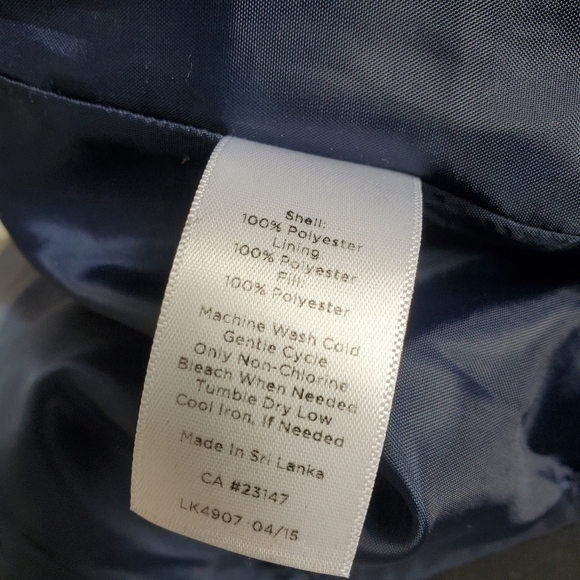 Shell:
100% Polyester
Lining
100% Polyester
Fill:
100% Polyester
Machine Wash Cold
Gentle Cycle
Only Non-Chlorine
Bleach When Needed
Tumble Dry Low
Cool Iron, If Needed
Made In Sri Lanka
CA #23147
LK4907 04/15